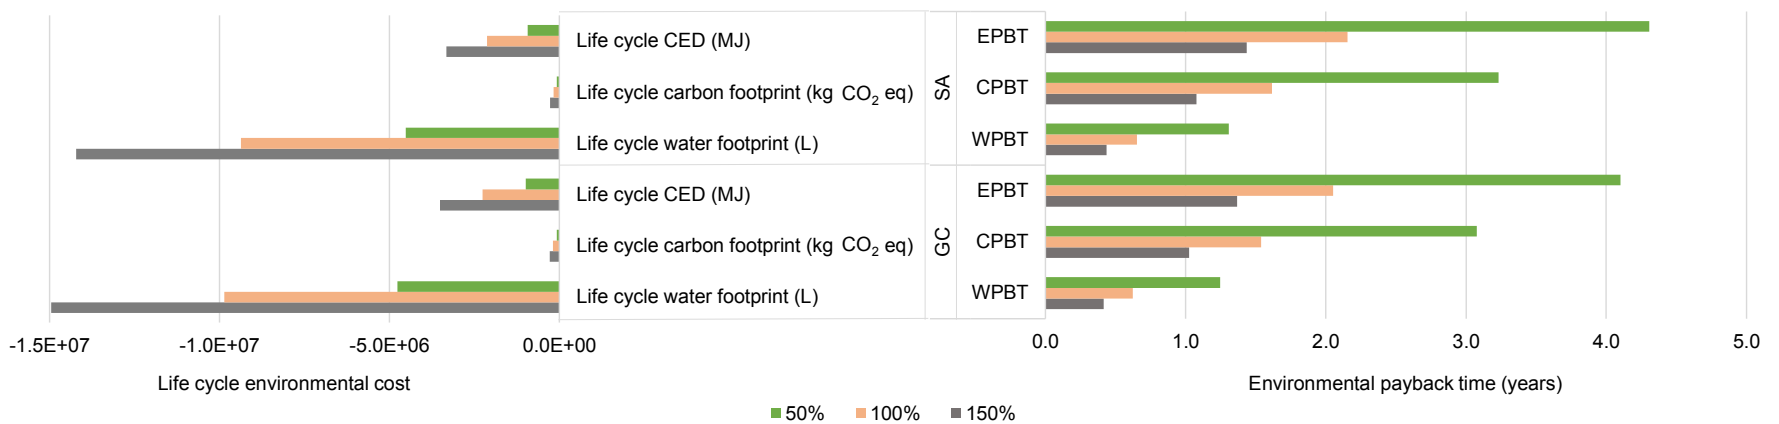 Life cycle CED (MJ)
Life cycle carbon footprint (kg CO₂ eq)
Life cycle water footprint (L)
SA
EPBT
CPBT
WPBT
Life cycle CED (MJ)
Life cycle carbon footprint (kg CO₂ eq)
Life cycle water footprint (L)
GC
EPBT
CPBT
WPBT
-1.5E+07 -1.0E+07 -5.0E+06 0.0E+00
0.0 1.0 2.0 3.0 4.0 5.0
Life cycle environmental cost
Environmental payback time (years)
50% 100% 150%